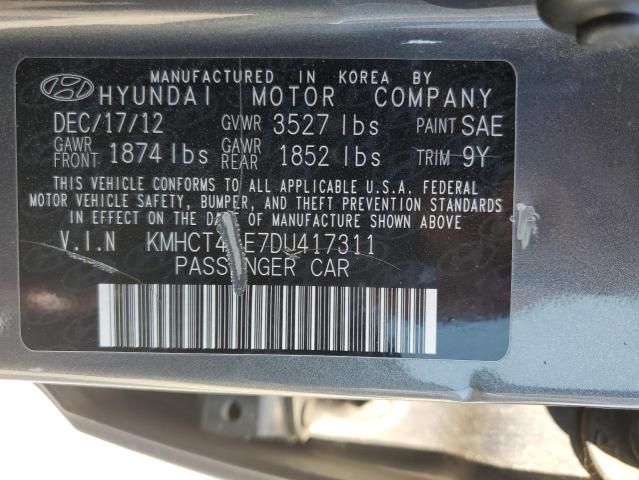 MANUFACTURED IN KOREA BY
HYUNDAI MOTOR COMPANY
DEC/17/12 GVWR 3527 lbs PAINT SAE
GAWR FRONT 1874 lbs GAWR REAR 1852 lbs TRIM 9Y
THIS VEHICLE CONFORMS TO ALL APPLICABLE U.S.A. FEDERAL
MOTOR VEHICLE SAFETY, BUMPER, AND THEFT PREVENTION STANDARDS
IN EFFECT ON THE DATE OF MANUFACTURE SHOWN ABOVE
V.I.N
PASSENGER CAR